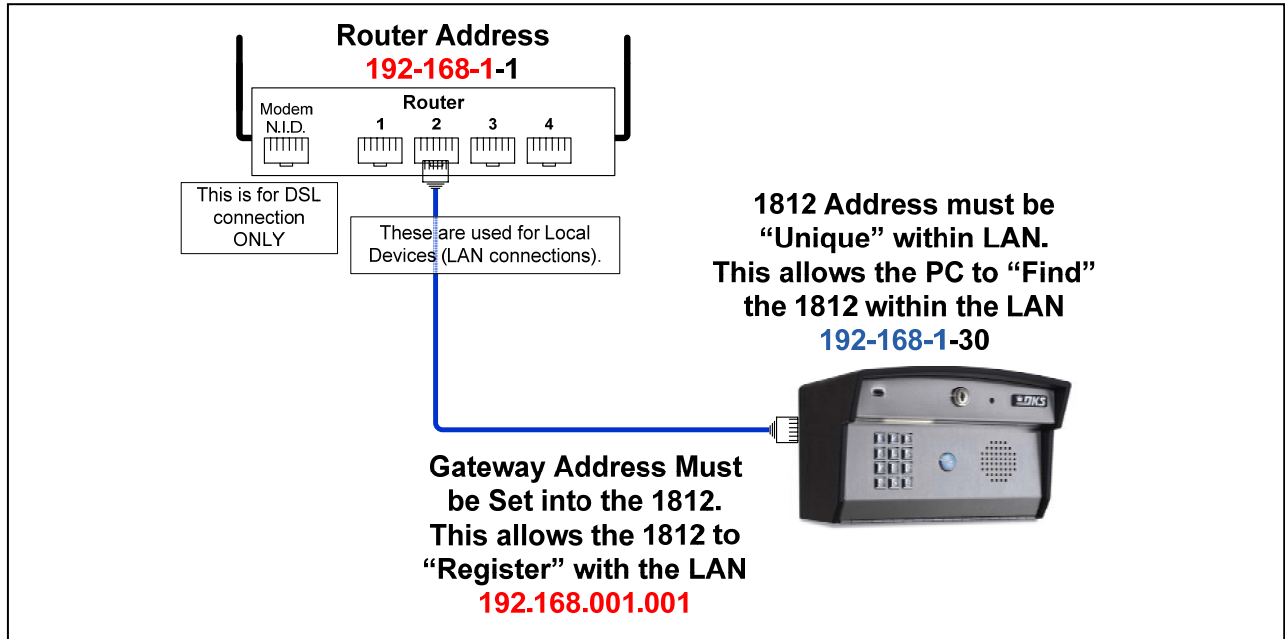 Router Address
192-168-1-1
Router
Modem
N.I.D.
1 2 3 4
This is for DSL
connection
ONLY
These are used for Local
Devices (LAN connections).
1812 Address must be
“Unique” within LAN.
This allows the PC to “Find”
the 1812 within the LAN
192-168-1-30
DKS
Gateway Address Must
be Set into the 1812.
This allows the 1812 to
“Register” with the LAN
192.168.001.001